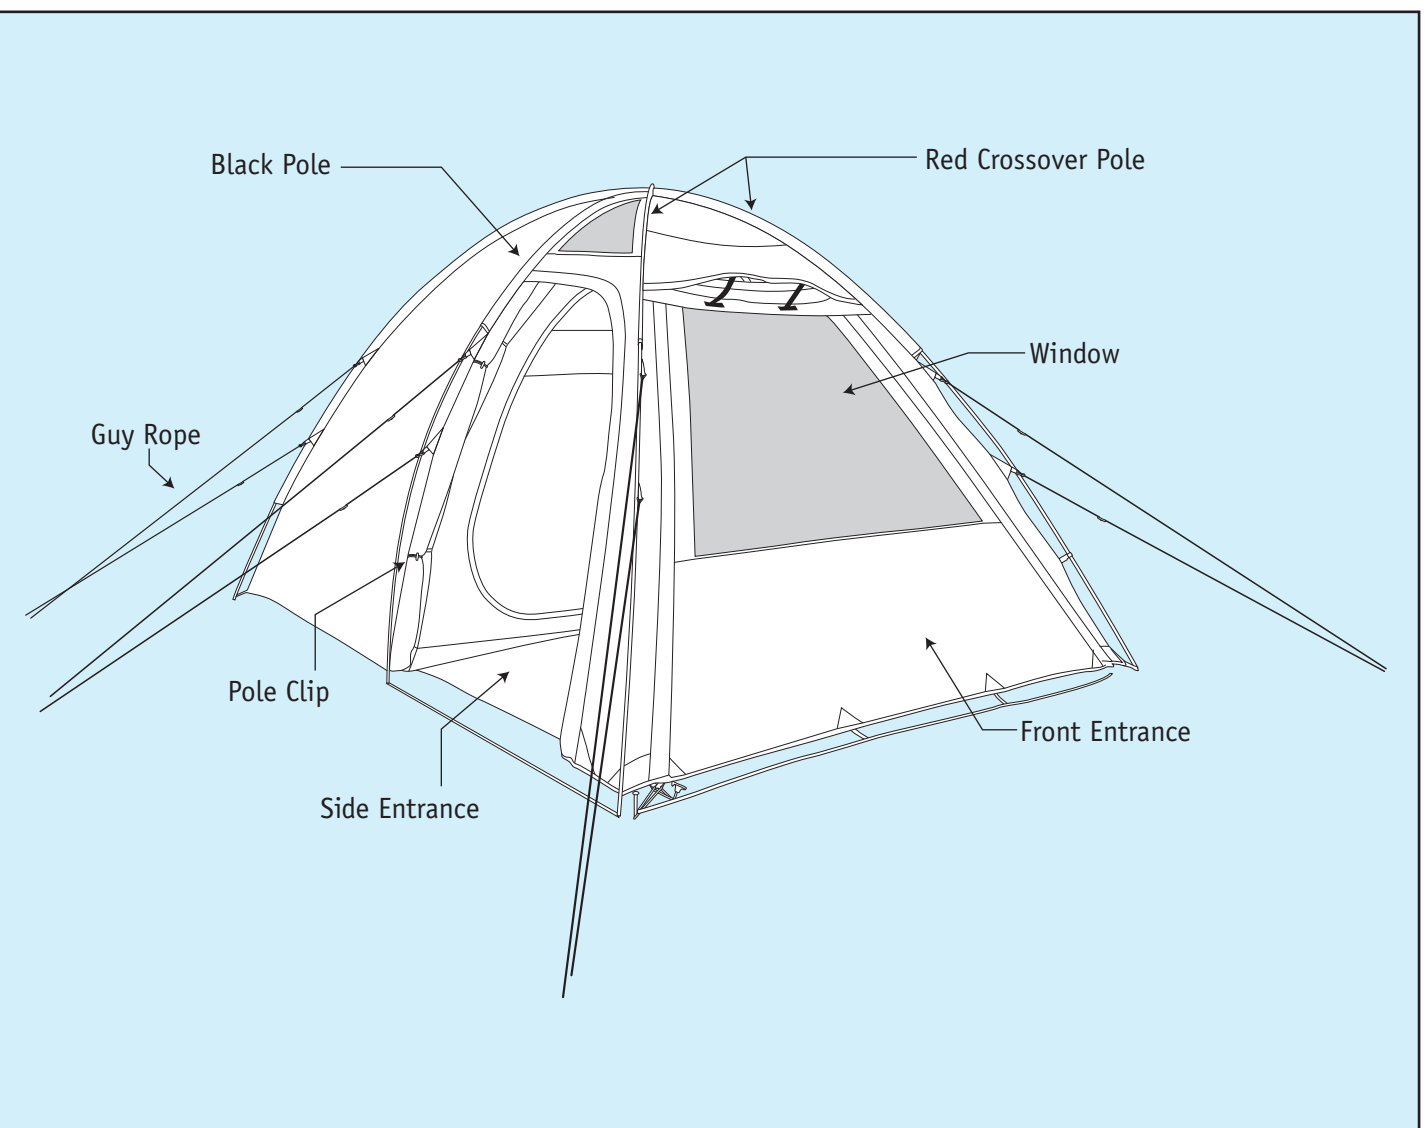 Black Pole
Red Crossover Pole
Window
Guy Rope
Pole Clip
Front Entrance
Side Entrance